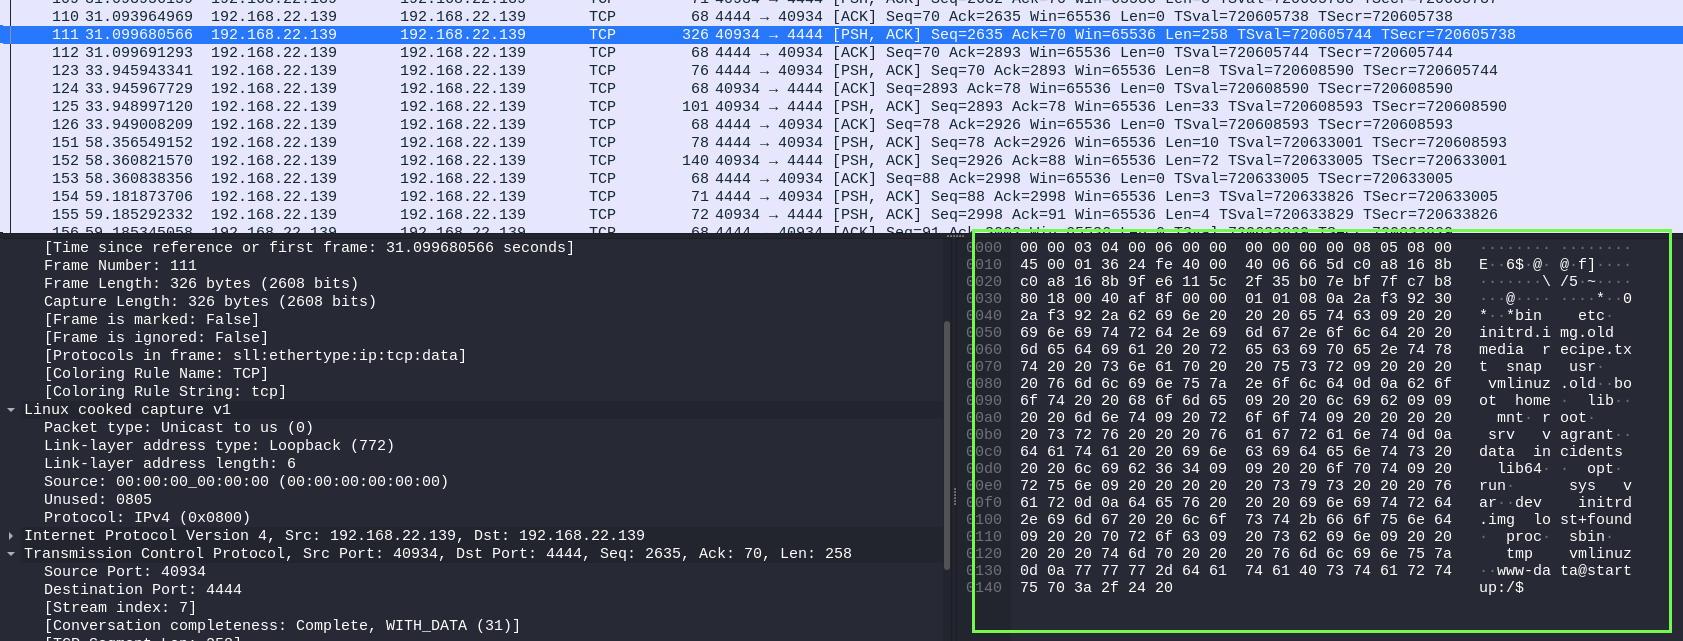 110 31.093964969 192.168.22.139 192.168.22.139 TCP 68 4444 → 40934 [ACK] Seq=70 Ack=2635 Win=65536 Len=0 TSval=720605738 TSecr=720605738
111 31.099680566 192.168.22.139 192.168.22.139 TCP 326 40934 → 4444 [PSH, ACK] Seq=2635 Ack=70 Win=65536 Len=258 TSval=720605744 TSecr=720605738
112 31.099691293 192.168.22.139 192.168.22.139 TCP 68 4444 → 40934 [ACK] Seq=70 Ack=2893 Win=65536 Len=0 TSval=720605744 TSecr=720605744
123 33.945943341 192.168.22.139 192.168.22.139 TCP 76 4444 → 40934 [PSH, ACK] Seq=70 Ack=2893 Win=65536 Len=8 TSval=720608590 TSecr=720605744
124 33.945967729 192.168.22.139 192.168.22.139 TCP 68 40934 → 4444 [ACK] Seq=2893 Ack=78 Win=65536 Len=0 TSval=720608590 TSecr=720608590
125 33.948997120 192.168.22.139 192.168.22.139 TCP 101 40934 → 4444 [PSH, ACK] Seq=2893 Ack=78 Win=65536 Len=33 TSval=720608593 TSecr=720608590
126 33.949008209 192.168.22.139 192.168.22.139 TCP 68 4444 → 40934 [ACK] Seq=78 Ack=2926 Win=65536 Len=0 TSval=720608593 TSecr=720608593
151 58.356549152 192.168.22.139 192.168.22.139 TCP 78 4444 → 40934 [PSH, ACK] Seq=78 Ack=2926 Win=65536 Len=10 TSval=720633001 TSecr=720608593
152 58.360821570 192.168.22.139 192.168.22.139 TCP 140 40934 → 4444 [PSH, ACK] Seq=2926 Ack=88 Win=65536 Len=72 TSval=720633005 TSecr=720633001
153 58.360838356 192.168.22.139 192.168.22.139 TCP 68 4444 → 40934 [ACK] Seq=88 Ack=2998 Win=65536 Len=0 TSval=720633005 TSecr=720633005
154 59.181873706 192.168.22.139 192.168.22.139 TCP 71 4444 → 40934 [PSH, ACK] Seq=88 Ack=2998 Win=65536 Len=3 TSval=720633826 TSecr=720633005
155 59.185292332 192.168.22.139 192.168.22.139 TCP 72 40934 → 4444 [PSH, ACK] Seq=2998 Ack=91 Win=65536 Len=4 TSval=720633829 TSecr=720633826
[Time since reference or first frame: 31.099680566 seconds]
Frame Number: 111
Frame Length: 326 bytes (2608 bits)
Capture Length: 326 bytes (2608 bits)
[Frame is marked: False]
[Frame is ignored: False]
[Protocols in frame: sll:ethertype:ip:tcp:data]
[Coloring Rule Name: TCP]
[Coloring Rule String: tcp]
Linux cooked capture v1
Packet type: Unicast to us (0)
Link-layer address type: Loopback (772)
Link-layer address length: 6
Source: 00:00:00_00:00:00 (00:00:00:00:00:00)
Unused: 0805
Protocol: IPv4 (0x0800)
Internet Protocol Version 4, Src: 192.168.22.139, Dst: 192.168.22.139
Transmission Control Protocol, Src Port: 40934, Dst Port: 4444, Seq: 2635, Ack: 70, Len: 258
Source Port: 40934
Destination Port: 4444
[Stream index: 7]
[Conversation completeness: Complete, WITH_DATA (31)]
0000 00 00 03 04 00 06 00 00 00 00 00 00 08 05 08 00 ········ ········
0010 45 00 01 36 24 fe 40 00 40 06 66 5d c0 a8 16 8b E··6$·@· @·f]····
0020 c0 a8 16 8b 9f e6 11 5c 2f 35 b0 7e bf 7f c7 b8 ·······\ /5·~····
0030 80 18 00 40 af 8f 00 00 01 01 08 0a 2a f3 92 30 ···@···· ····*··0
0040 2a f3 92 2a 62 69 6e 20 20 20 65 74 63 09 20 20 *··*bin etc·
0050 69 6e 69 74 72 64 2e 69 6d 67 2e 6f 6c 64 20 20 initrd.i mg.old
0060 6d 65 64 69 61 20 20 72 65 63 69 70 65 2e 74 78 media r ecipe.tx
0070 74 20 20 73 6e 61 70 20 20 75 73 72 09 20 20 20 t snap usr·
0080 20 76 6d 6c 69 6e 75 7a 2e 6f 6c 64 0d 0a 62 6f vmlinuz .old··bo
0090 6f 74 20 20 68 6f 6d 65 09 20 20 6c 69 62 09 09 ot home · lib··
00a0 20 20 6d 6e 74 09 20 72 6f 6f 74 09 20 20 20 20 mnt· r oot·
00b0 20 73 72 76 20 20 20 76 61 67 72 61 6e 74 0d 0a srv v agrant··
00c0 64 61 74 61 20 20 69 6e 63 69 64 65 6e 74 73 20 data in cidents
00d0 20 20 6c 69 62 36 34 09 09 20 20 6f 70 74 09 20 lib64· · opt·
00e0 72 75 6e 09 20 20 20 20 20 73 79 73 20 20 20 76 run· sys v
00f0 61 72 0d 0a 64 65 76 20 20 20 69 6e 69 74 72 64 ar··dev initrd
0100 2e 69 6d 67 20 20 6c 6f 73 74 2b 66 6f 75 6e 64 .img lo st+found
0110 09 20 20 70 72 6f 63 09 20 20 73 62 69 6e 09 20 20 · proc· sbin·
0120 20 20 20 74 6d 70 20 20 20 20 76 6d 6c 69 6e 75 7a tmp vmlinuz
0130 0d 0a 77 77 77 2d 64 61 74 61 40 73 74 61 72 74 ··www-da ta@start
0140 75 70 3a 2f 24 20 up:/$